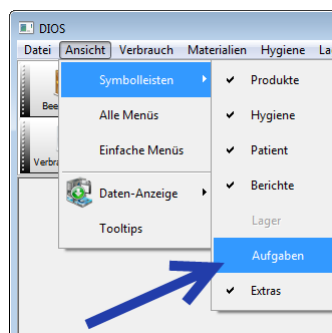 DIOS
Datei Ansicht Verbrauch Materialien Hygiene
Symbolleisten
Alle Menüs
Einfache Menüs
Daten-Anzeige
Tooltips
Produkte
Hygiene
Patient
Berichte
Lager
Aufgaben
Extras